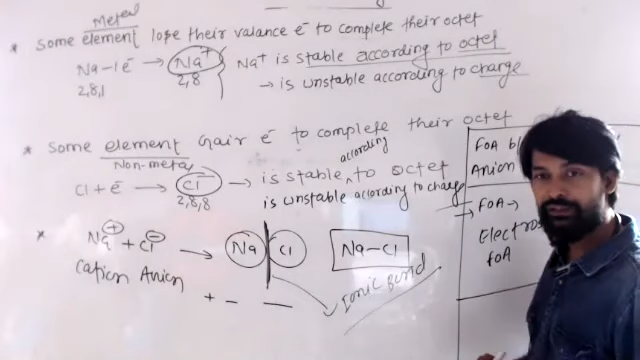 Metal
* Some element lose their valance e⁻ to complete their octet
Na - 1e⁻ → Na⁺ Na⁺ is stable according to octet
2,8,1 2,8 → is unstable according to charge
* Some element Gair e⁻ to complete their octet
Non-metal according
Cl + e⁻ → Cl⁻ → is stable to octet
2,8,8 is unstable according to charge
* Na⊕ + Cl⊖ → Na Cl Na-Cl
Cation Anion
+ - — Ionic Bond
FOA
Anion
→ FOA→
FOA